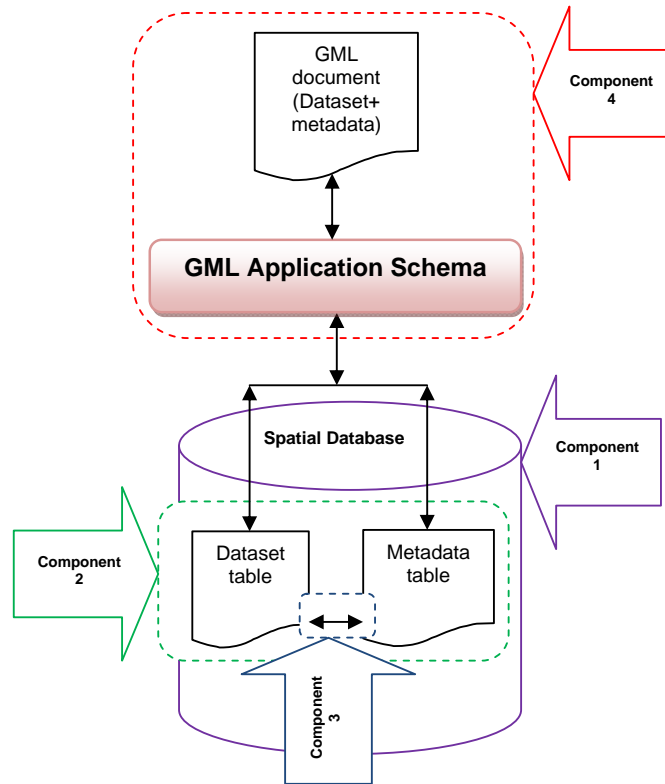 GML
document
(Dataset+
metadata)
Component
4
GML Application Schema
Spatial Database
Component
1
Component
2
Dataset
table
Metadata
table
Component
3